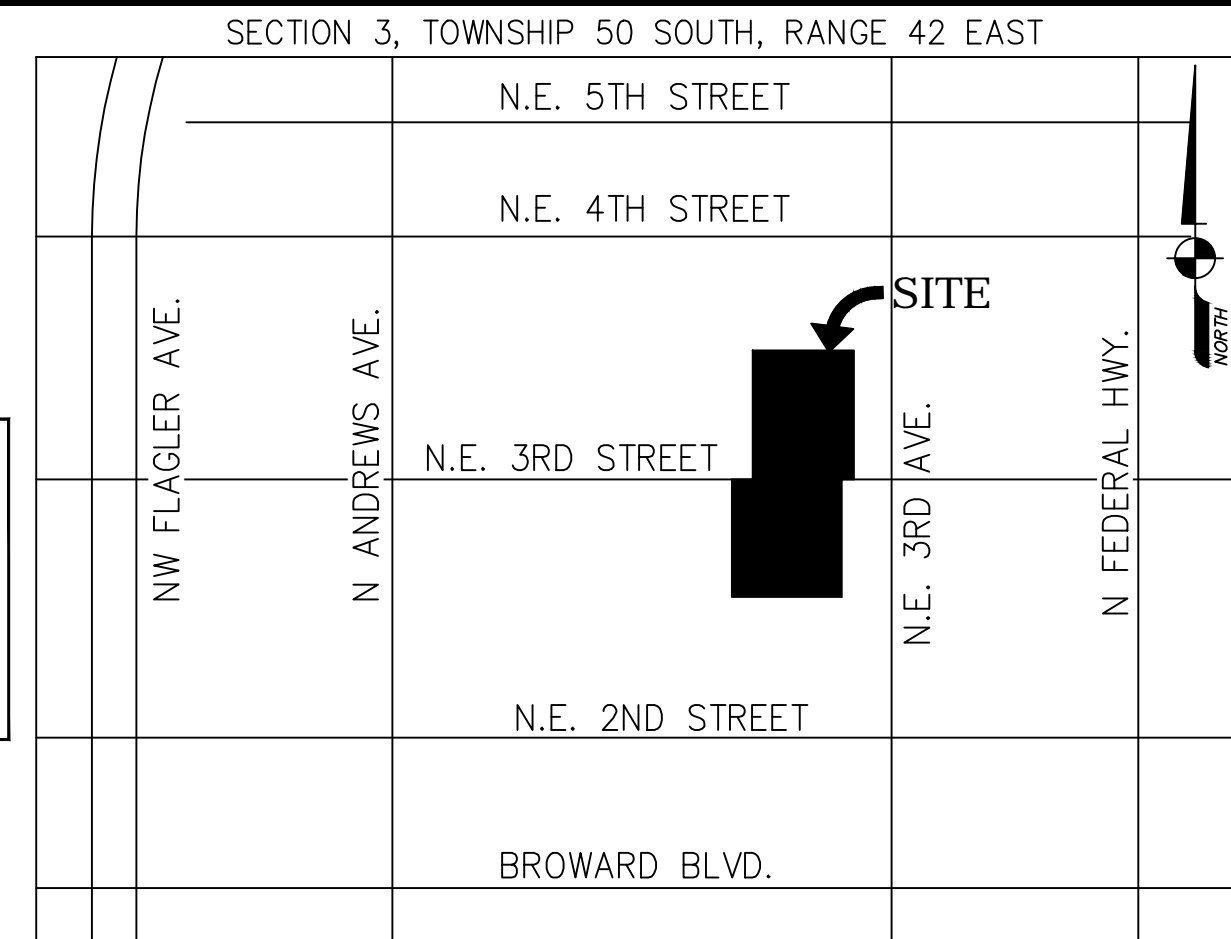 SECTION 3, TOWNSHIP 50 SOUTH, RANGE 42 EAST
N.E. 5TH STREET
N.E. 4TH STREET
SITE
NORTH
NW FLAGLER AVE.
N ANDREWS AVE.
N.E. 3RD STREET
N.E. 3RD AVE.
N FEDERAL HWY.
N.E. 2ND STREET
BROWARD BLVD.